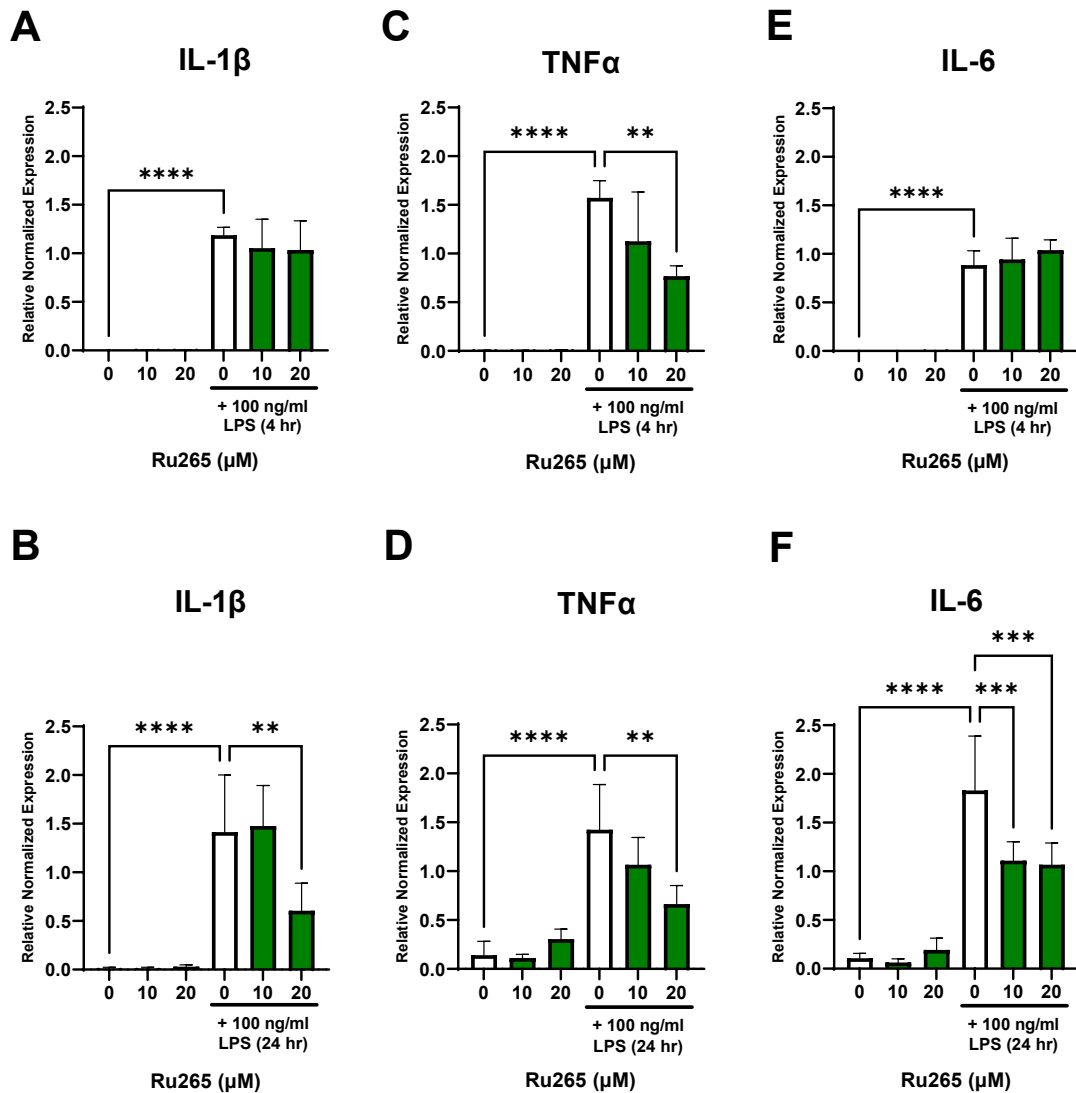 A
IL-1β
Relative Normalized Expression
2.5
2.0
1.5
1.0
0.5
0.0
****
0 10 20 0 10 20
+ 100 ng/ml
LPS (4 hr)
Ru265 (µM)
C
TNFα
Relative Normalized Expression
2.5
2.0
1.5
1.0
0.5
0.0
**** **
0 10 20 0 10 20
+ 100 ng/ml
LPS (4 hr)
Ru265 (µM)
E
IL-6
Relative Normalized Expression
2.5
2.0
1.5
1.0
0.5
0.0
****
0 10 20 0 10 20
+ 100 ng/ml
LPS (4 hr)
Ru265 (µM)
B
IL-1β
Relative Normalized Expression
2.5
2.0
1.5
1.0
0.5
0.0
**** **
0 10 20 0 10 20
+ 100 ng/ml
LPS (24 hr)
Ru265 (µM)
D
TNFα
Relative Normalized Expression
2.5
2.0
1.5
1.0
0.5
0.0
**** **
0 10 20 0 10 20
+ 100 ng/ml
LPS (24 hr)
Ru265 (µM)
F
IL-6
Relative Normalized Expression
2.0
1.5
1.0
0.5
0.0
***
**** ***
0 10 20 0 10 20
+ 100 ng/ml
LPS (24 hr)
Ru265 (µM)